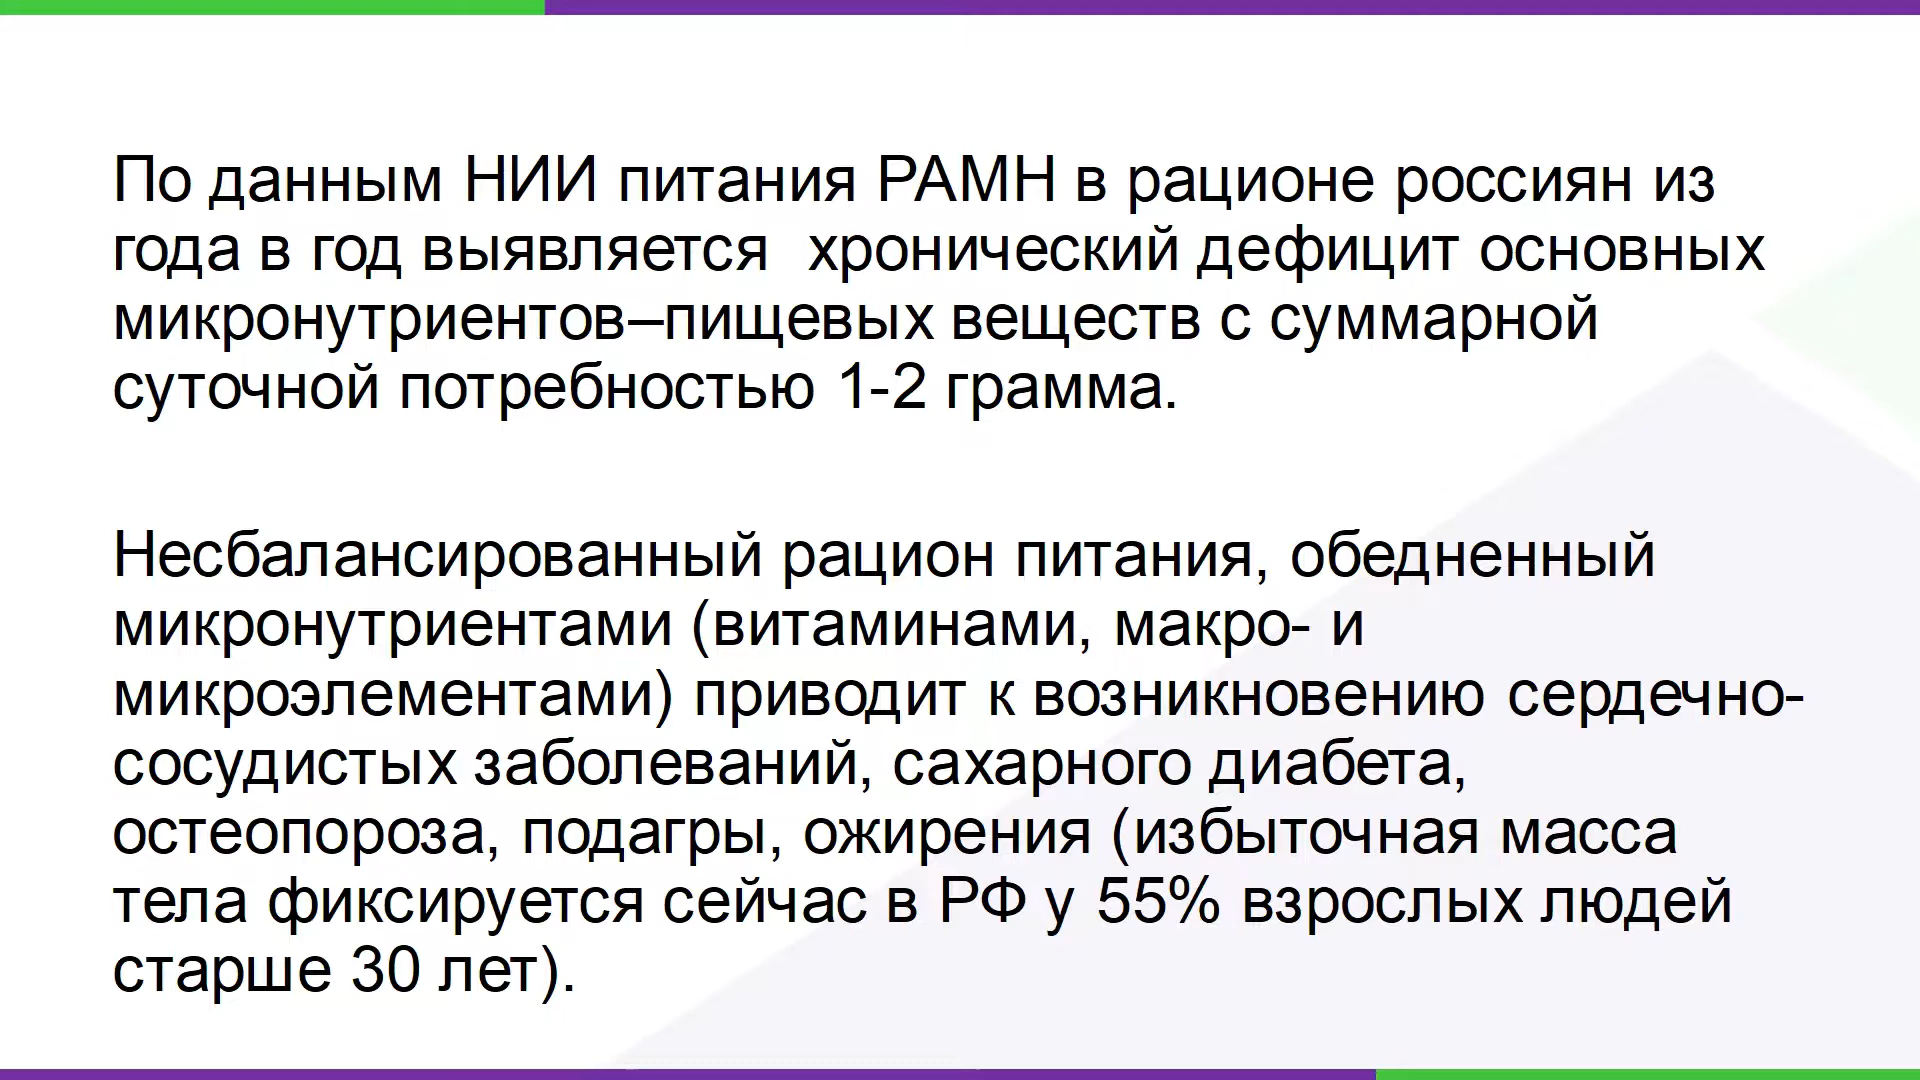 По данным НИИ питания РАМН в рационе россиян из
года в год выявляется  хронический дефицит основных
микронутриентов–пищевых веществ с суммарной
суточной потребностью 1-2 грамма.
Несбалансированный рацион питания, обедненный
микронутриентами (витаминами, макро- и
микроэлементами) приводит к возникновению сердечно-
сосудистых заболеваний, сахарного диабета,
остеопороза, подагры, ожирения (избыточная масса
тела фиксируется сейчас в РФ у 55% взрослых людей
старше 30 лет).